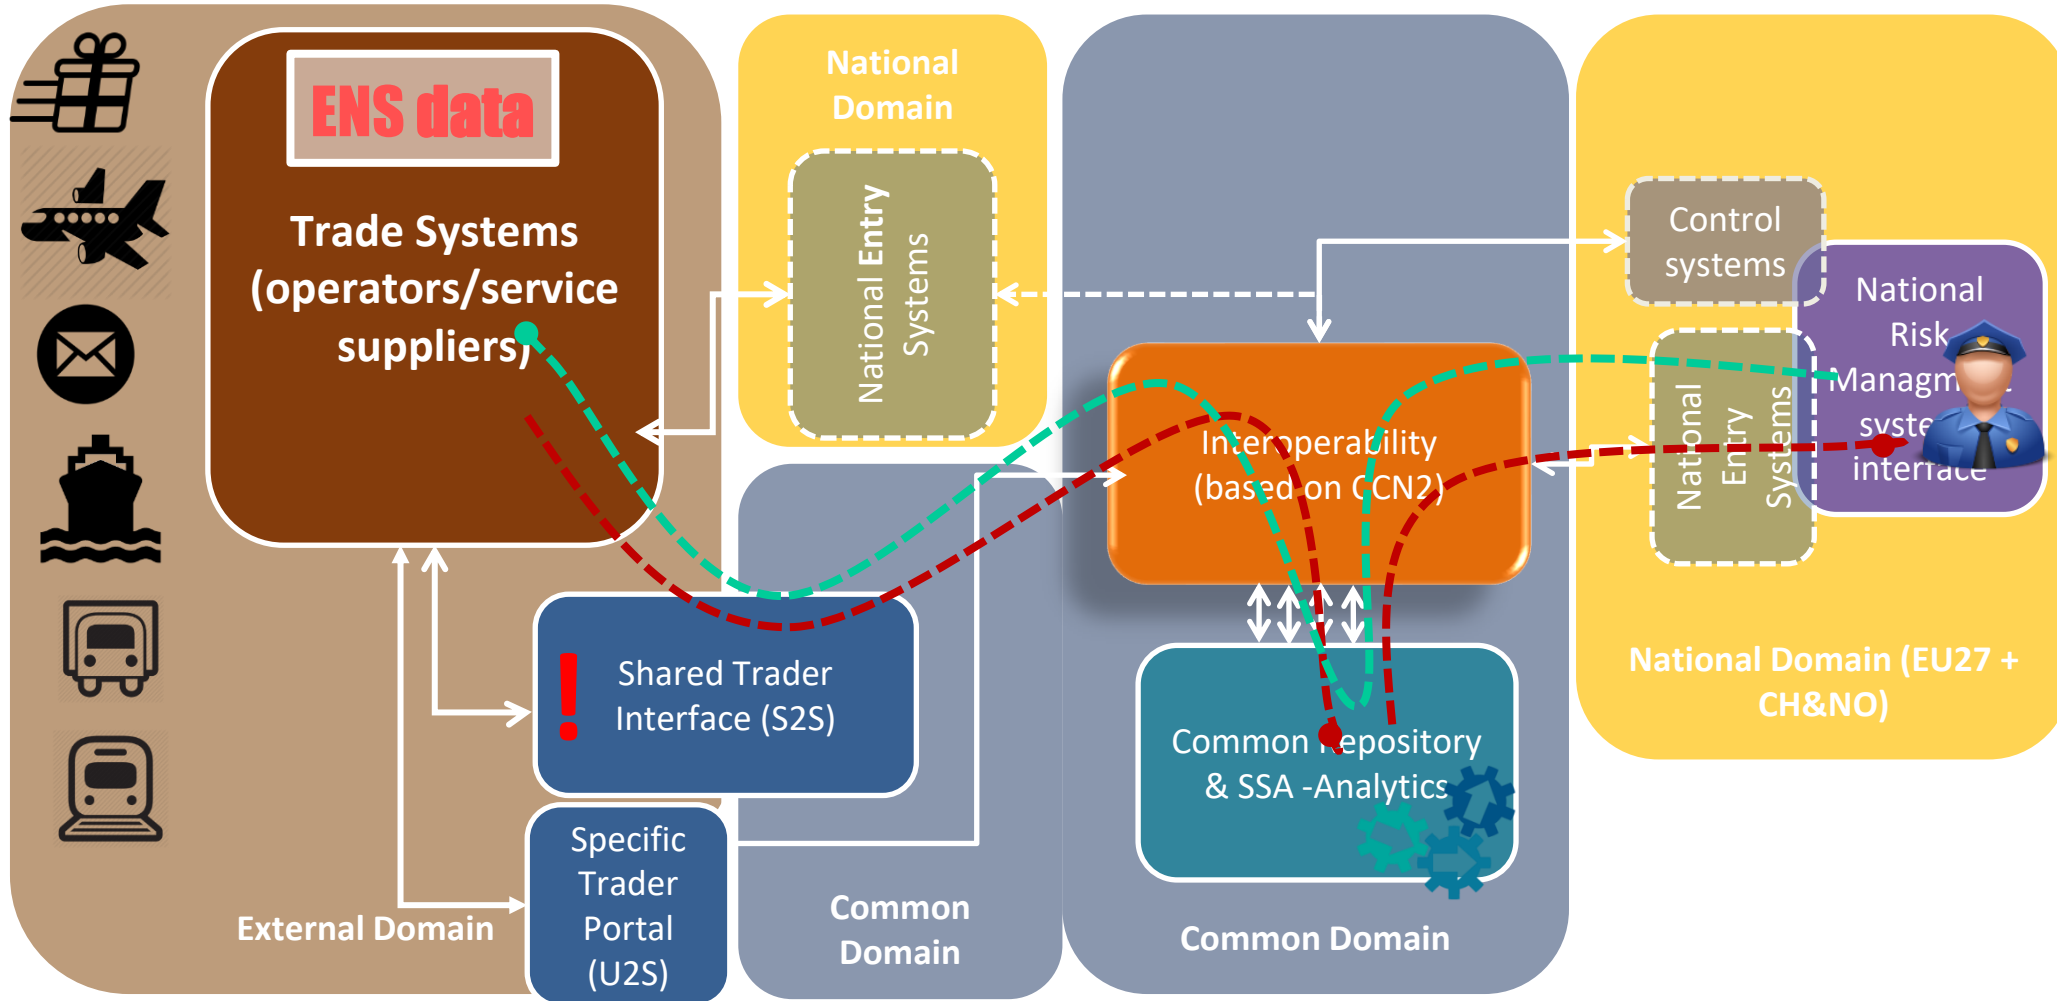 ENS data
Trade Systems
(operators/service
suppliers)
National
Domain
National Entry
Systems
Control
systems
National
Risk
Managment
system
interface
National
Entry
Systems
Interoperability
(based on CCN2)
Shared Trader
Interface (S2S)
!
National Domain (EU27 +
CH&NO)
Common Repository
& SSA -Analytics
Specific
Trader
Portal
(U2S)
External Domain
Common
Domain
Common Domain